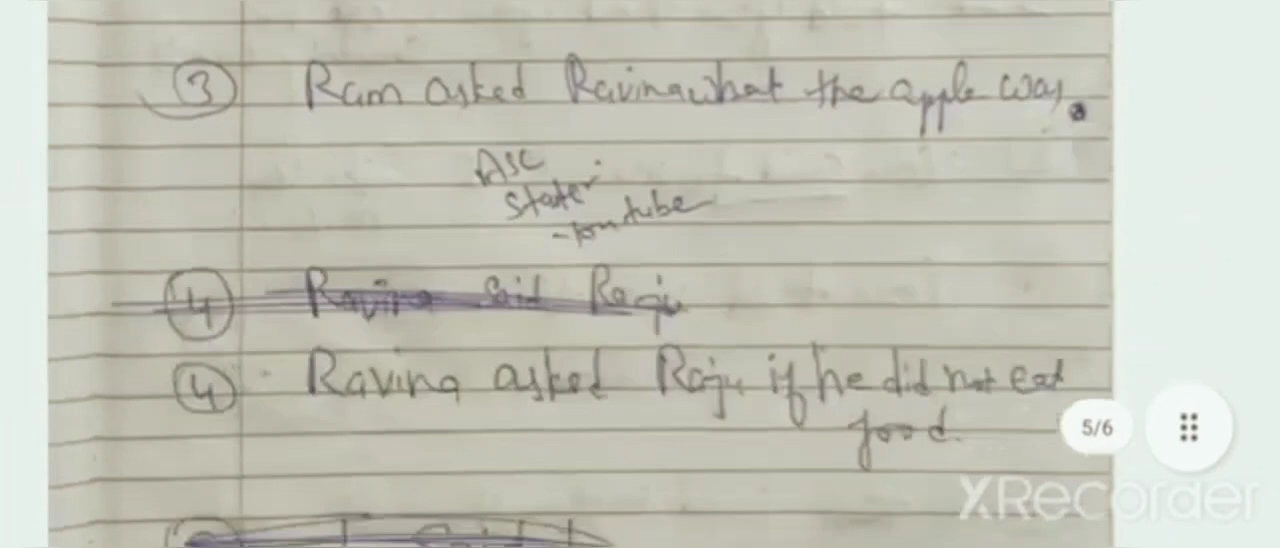 3 Ram asked Ravina what the apple was.
ASC
Stater
- Youtube
4 Ravina said Raju
4 Ravina asked Raju if he did not eat
food.
5/6
XRecorder